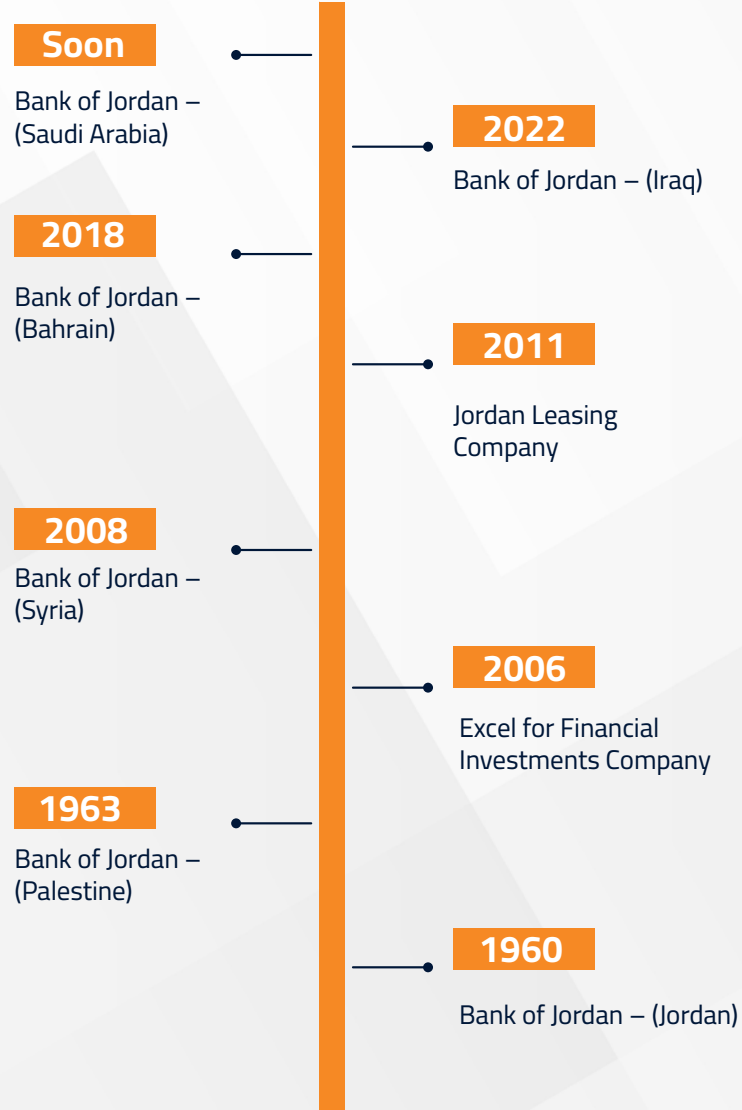 Soon
Bank of Jordan –
(Saudi Arabia)
2022
Bank of Jordan – (Iraq)
2018
Bank of Jordan –
(Bahrain)
2011
Jordan Leasing
Company
2008
Bank of Jordan –
(Syria)
2006
Excel for Financial
Investments Company
1963
Bank of Jordan –
(Palestine)
1960
Bank of Jordan – (Jordan)